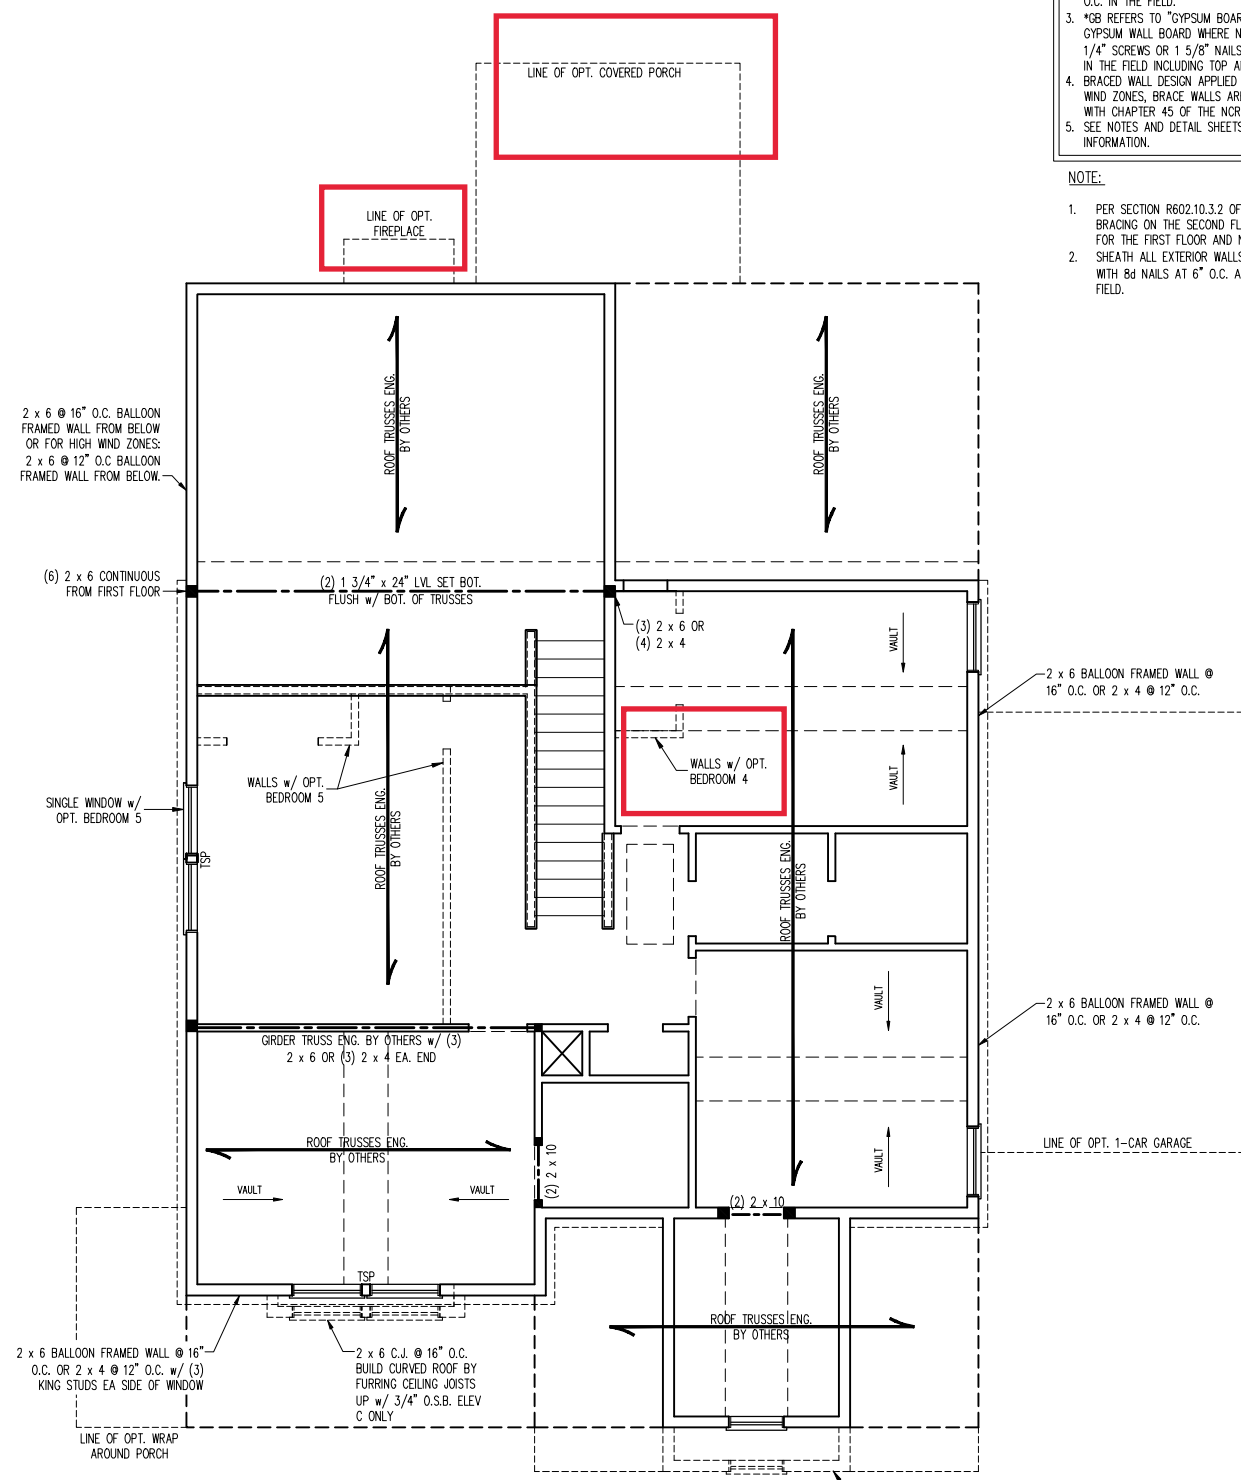 O.C. IN THE FIELD.
3. *GB REFERS TO "GYPSUM BOAR
GYPSUM WALL BOARD WHERE N
1/4" SCREWS OR 1 5/8" NAILS
IN THE FIELD INCLUDING TOP A
4. BRACED WALL DESIGN APPLIED
WIND ZONES, BRACE WALLS AR
WITH CHAPTER 45 OF THE NCR
5. SEE NOTES AND DETAIL SHEETS
INFORMATION.
NOTE:
1. PER SECTION R602.10.3.2 OF
BRACING ON THE SECOND FL
FOR THE FIRST FLOOR AND N
2. SHEATH ALL EXTERIOR WALLS
WITH 8d NAILS AT 6" O.C. A
FIELD.
LINE OF OPT. COVERED PORCH
LINE OF OPT.
FIREPLACE
ROOF TRUSSES ENG.
BY OTHERS
ROOF TRUSSES ENG.
BY OTHERS
2 x 6 @ 16" O.C. BALLOON
FRAMED WALL FROM BELOW
OR FOR HIGH WIND ZONES:
2 x 6 @ 12" O.C BALLOON
FRAMED WALL FROM BELOW.
(6) 2 x 6 CONTINUOUS
FROM FIRST FLOOR
(2) 1 3/4" x 24" LVL SET BOT.
FLUSH w/ BOT. OF TRUSSES
(3) 2 x 6 OR
(4) 2 x 4
VAULT
2 x 6 BALLOON FRAMED WALL @
16" O.C. OR 2 x 4 @ 12" O.C.
WALLS w/ OPT.
BEDROOM 4
VAULT
WALLS w/ OPT.
BEDROOM 5
SINGLE WINDOW w/
OPT. BEDROOM 5
TSP
ROOF TRUSSES ENG.
BY OTHERS
ROOF TRUSSES ENG.
BY OTHERS
VAULT
2 x 6 BALLOON FRAMED WALL @
16" O.C. OR 2 x 4 @ 12" O.C.
GIRDER TRUSS ENG. BY OTHERS w/ (3)
2 x 6 OR (3) 2 x 4 EA. END
ROOF TRUSSES ENG.
BY OTHERS
VAULT
VAULT
(2) 2 x 10
VAULT
LINE OF OPT. 1-CAR GARAGE
(2) 2 x 10
TSP
ROOF TRUSSES ENG.
BY OTHERS
2 x 6 BALLOON FRAMED WALL @ 16"
O.C. OR 2 x 4 @ 12" O.C. w/ (3)
KING STUDS EA SIDE OF WINDOW
2 x 6 C.J. @ 16" O.C.
BUILD CURVED ROOF BY
FURRING CEILING JOISTS
UP w/ 3/4" O.S.B. ELEV
C ONLY
LINE OF OPT. WRAP
AROUND PORCH